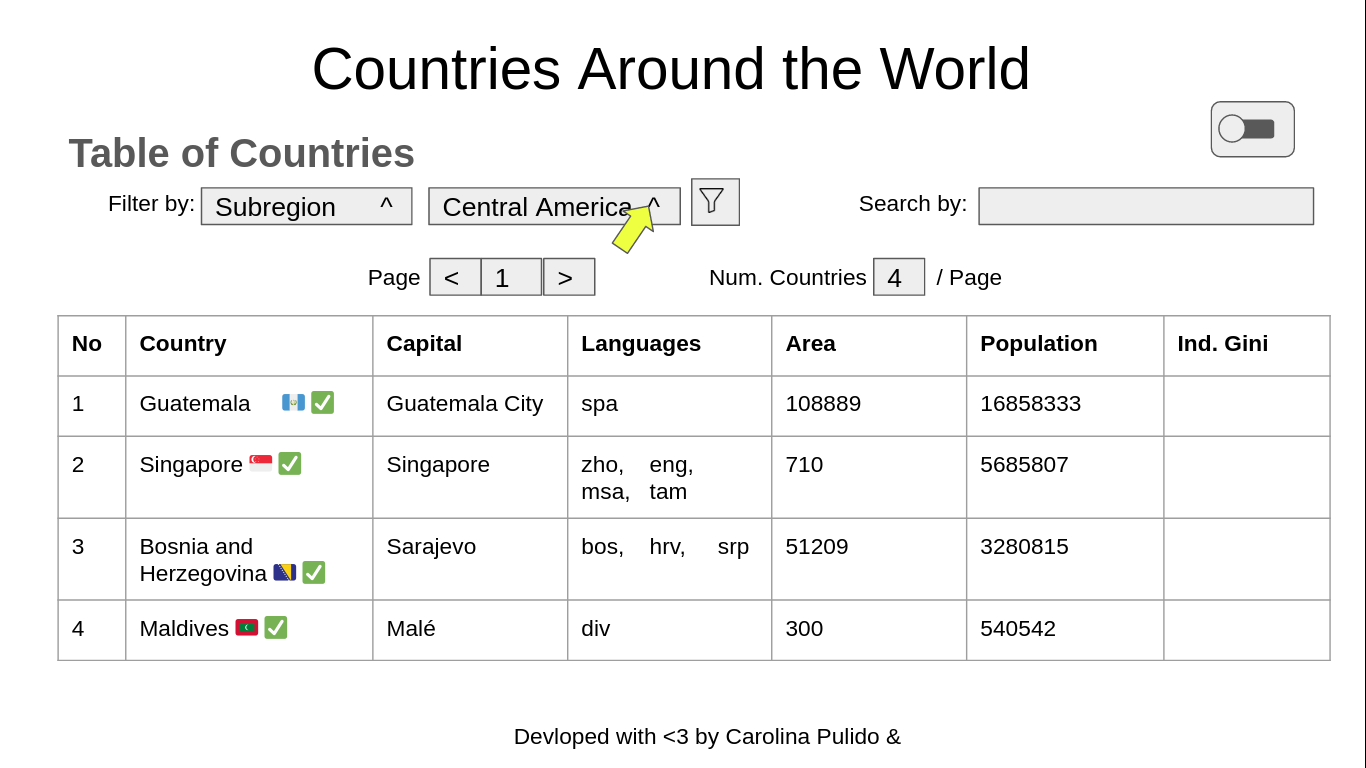 Countries Around the World
Table of Countries
Filter by: Subregion ^ Central America ^ Search by:
Page < 1 > Num. Countries 4 / Page
No Country Capital Languages Area Population Ind. Gini
1 Guatemala Guatemala City spa 108889 16858333
2 Singapore Singapore zho, eng, 710 5685807
msa, tam
3 Bosnia and Sarajevo bos, hrv, srp 51209 3280815
Herzegovina
4 Maldives Malé div 300 540542
Devloped with <3 by Carolina Pulido &